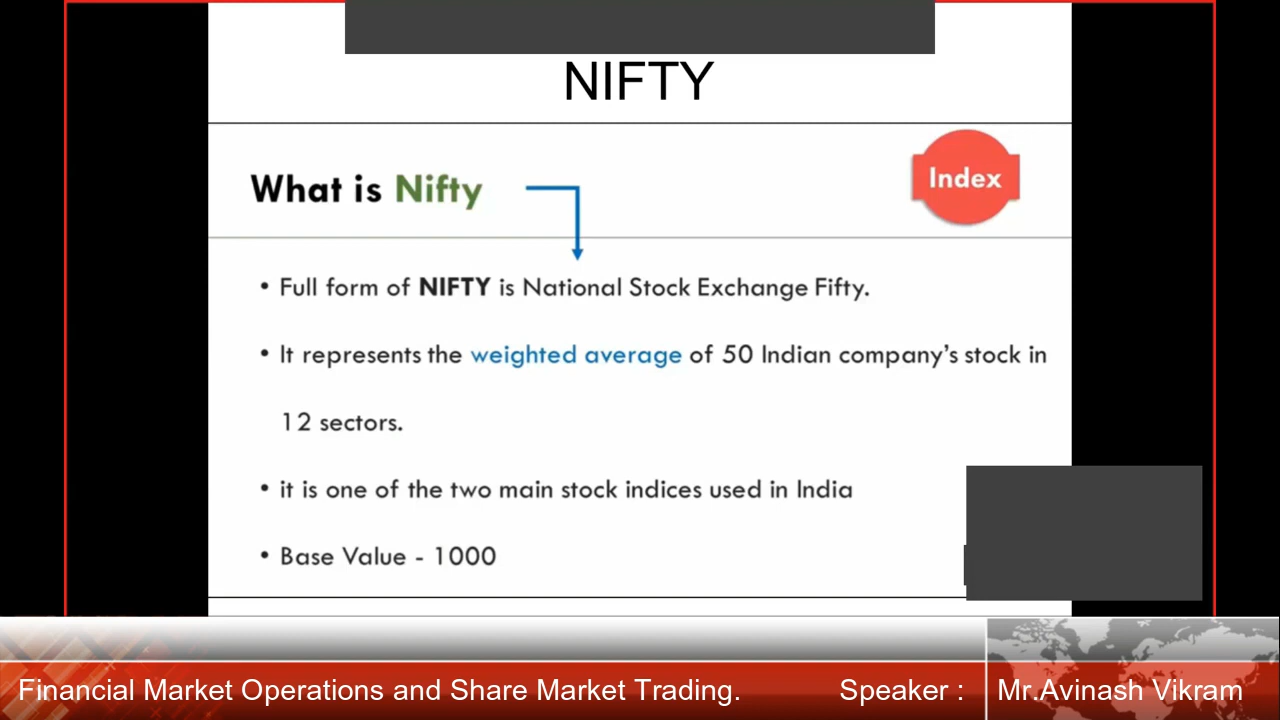 NIFTY
What is Nifty
Index
• Full form of NIFTY is National Stock Exchange Fifty.
• It represents the weighted average of 50 Indian company's stock in
12 sectors.
• it is one of the two main stock indices used in India
• Base Value - 1000
Financial Market Operations and Share Market Trading. Speaker : Mr.Avinash Vikram